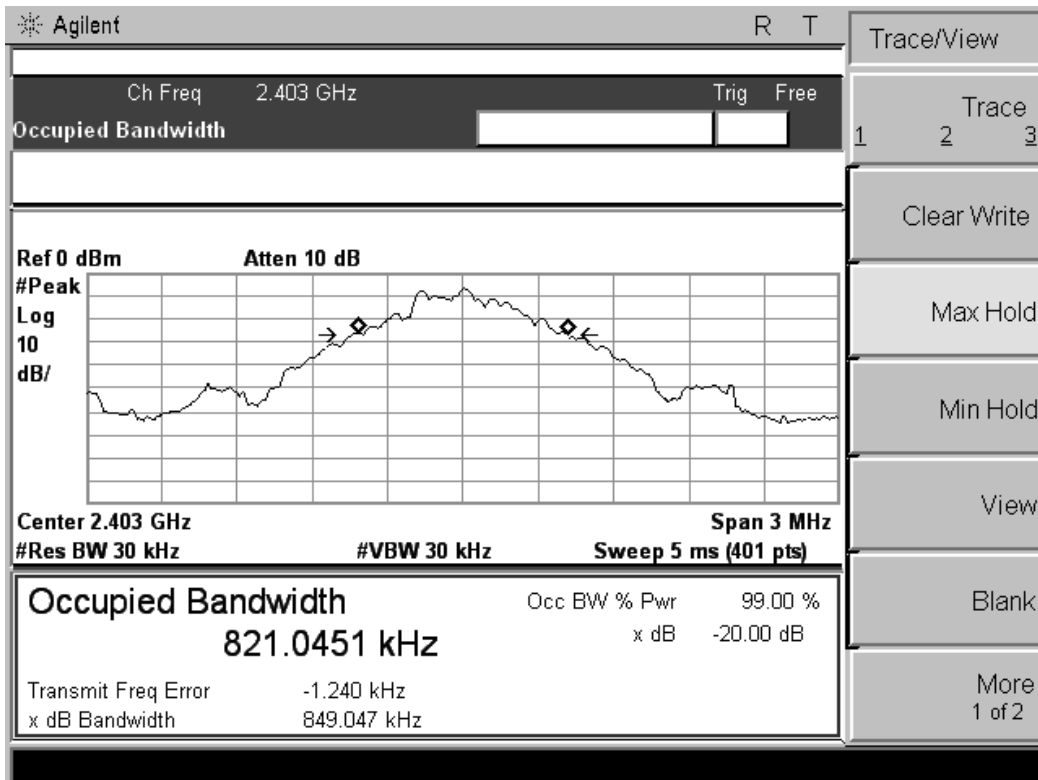 Agilent R T
Ch Freq 2.403 GHz Trig Free
Occupied Bandwidth
Ref 0 dBm Atten 10 dB
#Peak
Log
10
dB/
Center 2.403 GHz Span 3 MHz
#Res BW 30 kHz #VBW 30 kHz Sweep 5 ms (401 pts)
Occupied Bandwidth Occ BW % Pwr 99.00 %
821.0451 kHz x dB -20.00 dB
Transmit Freq Error -1.240 kHz
x dB Bandwidth 849.047 kHz
Trace/View
Trace
1 2 3
Clear Write
Max Hold
Min Hold
View
Blank
More
1 of 2